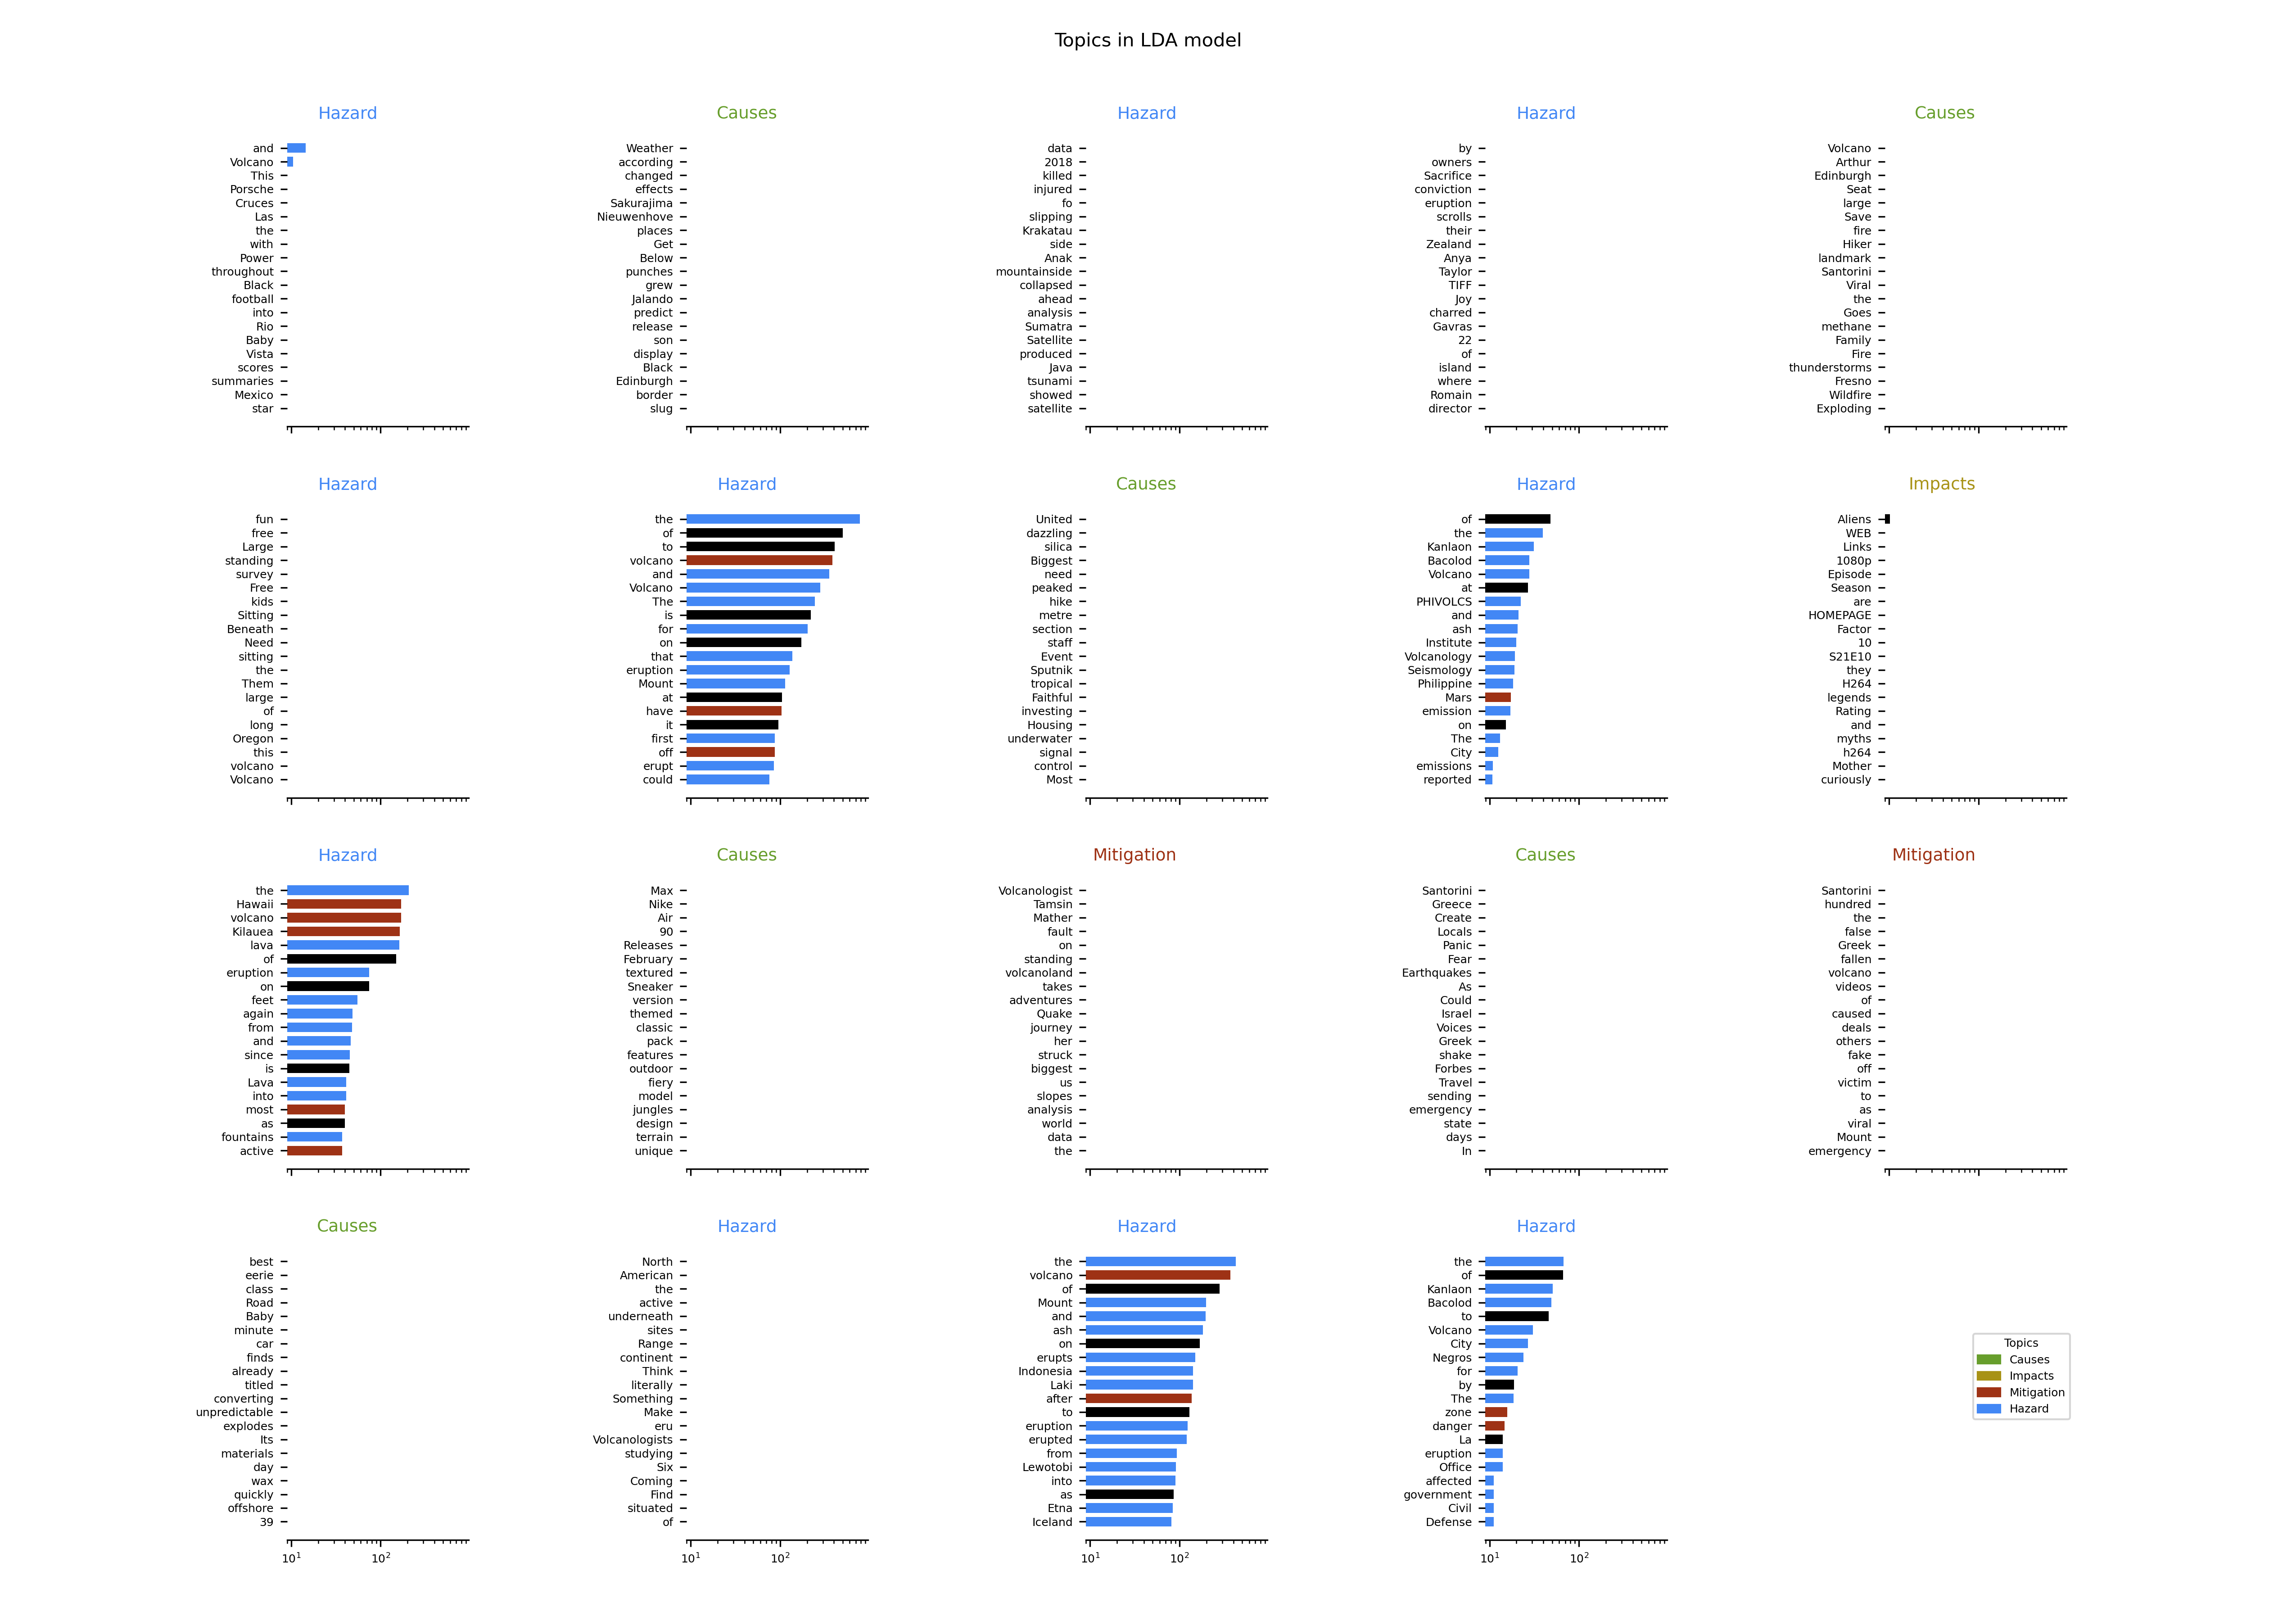 Topics in LDA model
Hazard
and
Volcano
This
Porsche
Cruces
Las
the
with
Power
throughout
Black
football
into
Rio
Baby
Vista
scores
summaries
Mexico
star
Causes
Weather
according
changed
effects
Sakurajima
Nieuwenhove
places
Get
Below
punches
grew
Jalando
predict
release
son
display
Black
Edinburgh
border
slug
Hazard
data
2018
killed
injured
fo
slipping
Krakatau
side
Anak
mountainside
collapsed
ahead
analysis
Sumatra
Satellite
produced
Java
tsunami
showed
satellite
Hazard
by
owners
Sacrifice
conviction
eruption
scrolls
their
Zealand
Anya
Taylor
TIFF
Joy
charred
Gavras
22
of
island
where
Romain
director
Causes
Volcano
Arthur
Edinburgh
Seat
large
Save
fire
Hiker
landmark
Santorini
Viral
the
Goes
methane
Family
Fire
thunderstorms
Fresno
Wildfire
Exploding
Hazard
fun
free
Large
standing
survey
Free
kids
Sitting
Beneath
Need
sitting
the
Them
large
of
long
Oregon
this
volcano
Volcano
Hazard
the
of
to
volcano
and
Volcano
The
is
for
on
that
eruption
Mount
at
have
it
first
off
erupt
could
Causes
United
dazzling
silica
Biggest
need
peaked
hike
metre
section
staff
Event
Sputnik
tropical
Faithful
investing
Housing
underwater
signal
control
Most
Hazard
of
the
Kanlaon
Bacolod
Volcano
at
PHIVOLCS
and
ash
Institute
Volcanology
Seismology
Philippine
Mars
emission
on
The
City
emissions
reported
Impacts
Aliens
WEB
Links
1080p
Episode
Season
are
HOMEPAGE
Factor
10
S21E10
they
H264
legends
Rating
and
myths
h264
Mother
curiously
Hazard
the
Hawaii
volcano
Kilauea
lava
of
eruption
on
feet
again
from
and
since
is
Lava
into
most
as
fountains
active
Causes
Max
Nike
Air
90
Releases
February
textured
Sneaker
version
themed
classic
pack
features
outdoor
fiery
model
jungles
design
terrain
unique
Mitigation
Volcanologist
Tamsin
Mather
fault
on
standing
volcanoland
takes
adventures
Quake
journey
her
struck
biggest
us
slopes
analysis
world
data
the
Causes
Santorini
Greece
Create
Locals
Panic
Fear
Earthquakes
As
Could
Israel
Voices
Greek
shake
Forbes
Travel
sending
emergency
state
days
In
Mitigation
Santorini
hundred
the
false
Greek
fallen
volcano
videos
of
caused
deals
others
fake
off
victim
to
as
viral
Mount
emergency
Causes
best
eerie
class
Road
Baby
minute
car
finds
already
titled
converting
unpredictable
explodes
Its
materials
day
wax
quickly
offshore
39
10¹ 10²
Hazard
North
American
the
active
underneath
sites
Range
continent
Think
literally
Something
Make
eru
Volcanologists
studying
Six
Coming
Find
situated
of
10¹ 10²
Hazard
the
volcano
of
Mount
and
ash
on
erupts
Indonesia
Laki
after
to
eruption
erupted
from
Lewotobi
into
as
Etna
Iceland
10¹ 10²
Hazard
the
of
Kanlaon
Bacolod
to
Volcano
City
Negros
for
by
The
zone
danger
La
eruption
Office
affected
government
Civil
Defense
10¹ 10²
Topics
Causes
Impacts
Mitigation
Hazard